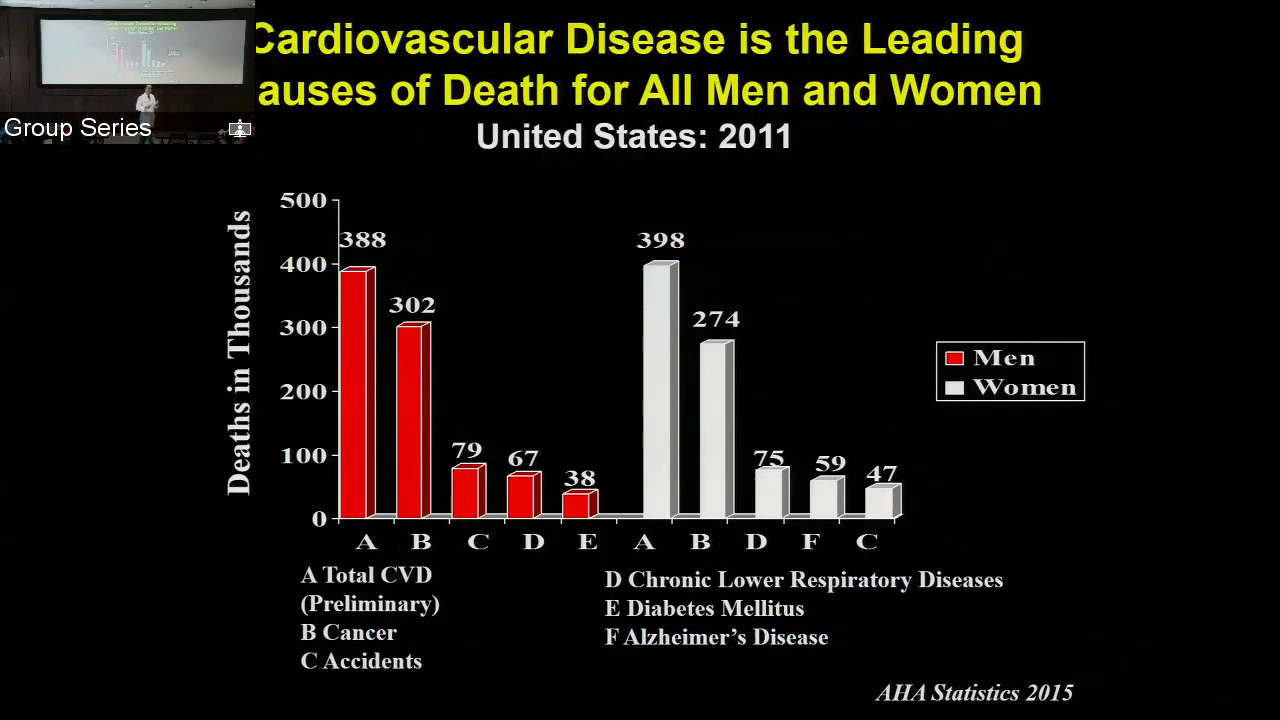 Cardiovascular Disease is the Leading
auses of Death for All Men and Women
United States: 2011
Group Series
Deaths in Thousands
500
400
300
200
100
0
388
302
79
67
38
398
274
75
59
47
A B C D E A B D F C
Men
Women
A Total CVD
(Preliminary)
B Cancer
C Accidents
D Chronic Lower Respiratory Diseases
E Diabetes Mellitus
F Alzheimer's Disease
AHA Statistics 2015